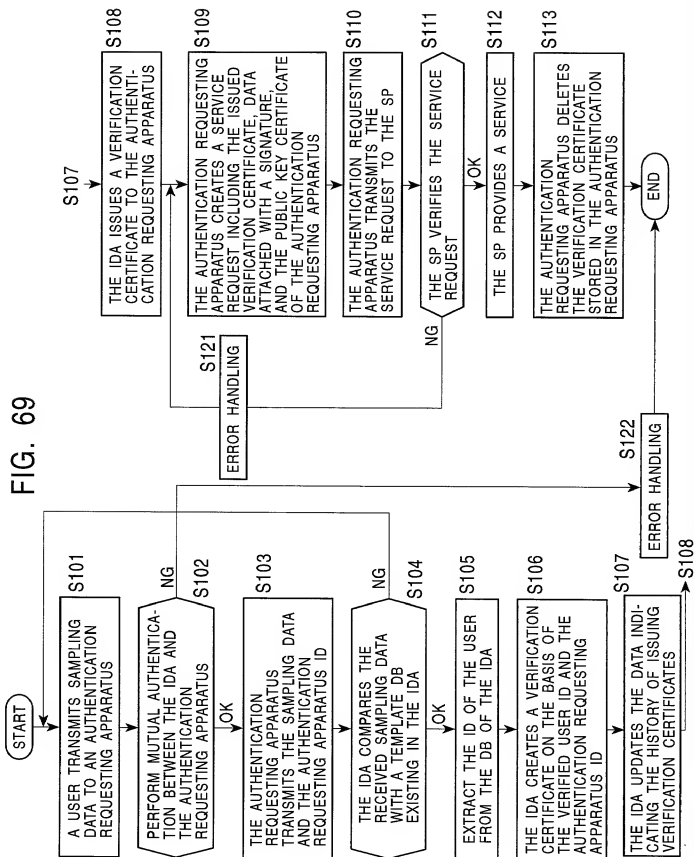 FIG. 69
START
S101
A USER TRANSMITS SAMPLING
DATA TO AN AUTHENTICATION
REQUESTING APPARATUS
S102
PERFORM MUTUAL AUTHENTICA-
TION BETWEEN THE IDA AND
THE AUTHENTICATION
REQUESTING APPARATUS
NG
OK
S103
THE AUTHENTICATION
REQUESTING APPARATUS
TRANSMITS THE SAMPLING DATA
AND THE AUTHENTICATION
REQUESTING APPARATUS ID
S104
THE IDA COMPARES THE
RECEIVED SAMPLING DATA
WITH A TEMPLATE DB
EXISTING IN THE IDA
NG
OK
S105
EXTRACT THE ID OF THE USER
FROM THE DB OF THE IDA
S106
THE IDA CREATES A VERIFICATION
CERTIFICATE ON THE BASIS OF
THE VERIFIED USER ID AND THE
AUTHENTICATION REQUESTING
APPARATUS ID
S107
THE IDA UPDATES THE DATA INDI-
CATING THE HISTORY OF ISSUING
VERIFICATION CERTIFICATES
S108
S107
S108
THE IDA ISSUES A VERIFICATION
CERTIFICATE TO THE AUTHENTI-
CATION REQUESTING APPARATUS
S109
THE AUTHENTICATION REQUESTING
APPARATUS CREATES A SERVICE
REQUEST INCLUDING THE ISSUED
VERIFICATION CERTIFICATE, DATA
ATTACHED WITH A SIGNATURE,
AND THE PUBLIC KEY CERTIFICATE
OF THE AUTHENTICATION
REQUESTING APPARATUS
S110
THE AUTHENTICATION REQUESTING
APPARATUS TRANSMITS THE
SERVICE REQUEST TO THE SP
S111
THE SP VERIFIES THE SERVICE
REQUEST
NG
OK
S121
ERROR HANDLING
S112
THE SP PROVIDES A SERVICE
S113
THE AUTHENTICATION
REQUESTING APPARATUS DELETES
THE VERIFICATION CERTIFICATE
STORED IN THE AUTHENTICATION
REQUESTING APPARATUS
S122
ERROR HANDLING
END